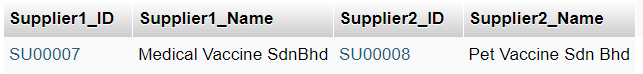 Supplier1_ID Supplier1_Name Supplier2_ID Supplier2_Name
SU00007 Medical Vaccine SdnBhd SU00008 Pet Vaccine Sdn Bhd